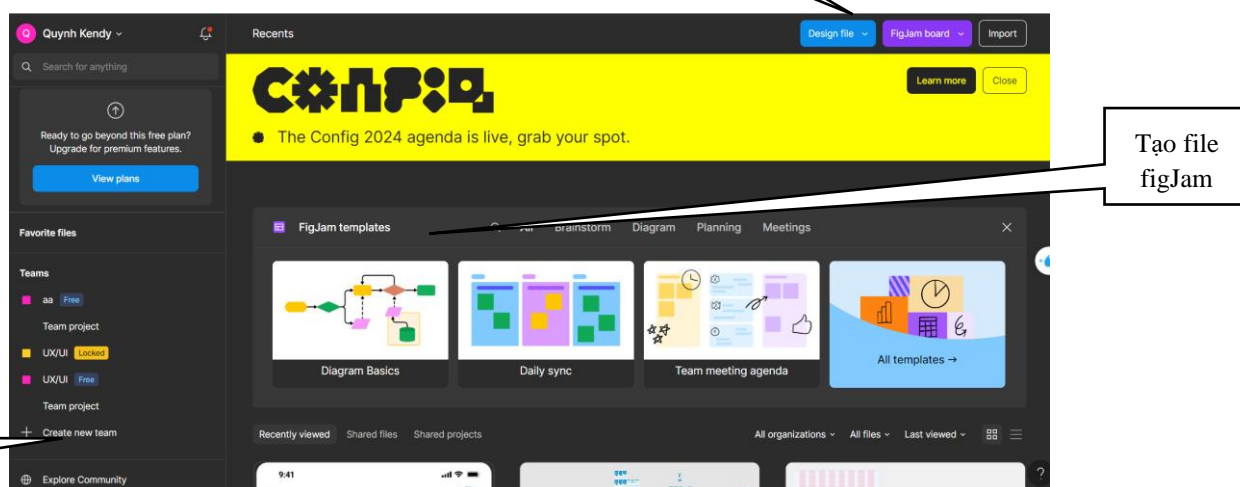 Q Quynh Kendy
Recents
Design file
FigJam board
Import
Search for anything
CONFIG
Learn more
Close
The Config 2024 agenda is live, grab your spot.
Ready to go beyond this free plan?
Upgrade for premium features.
View plans
Tạo file
figJam
Favorite files
FigJam templates
All Brainstorm Diagram Planning Meetings
Teams
aa Free
Team project
UX/UI Locked
UX/UI Free
Team project
Create new team
Explore Community
Diagram Basics
Daily sync
Team meeting agenda
All templates →
Recently viewed Shared files Shared projects
All organizations All files Last viewed
9:41
?